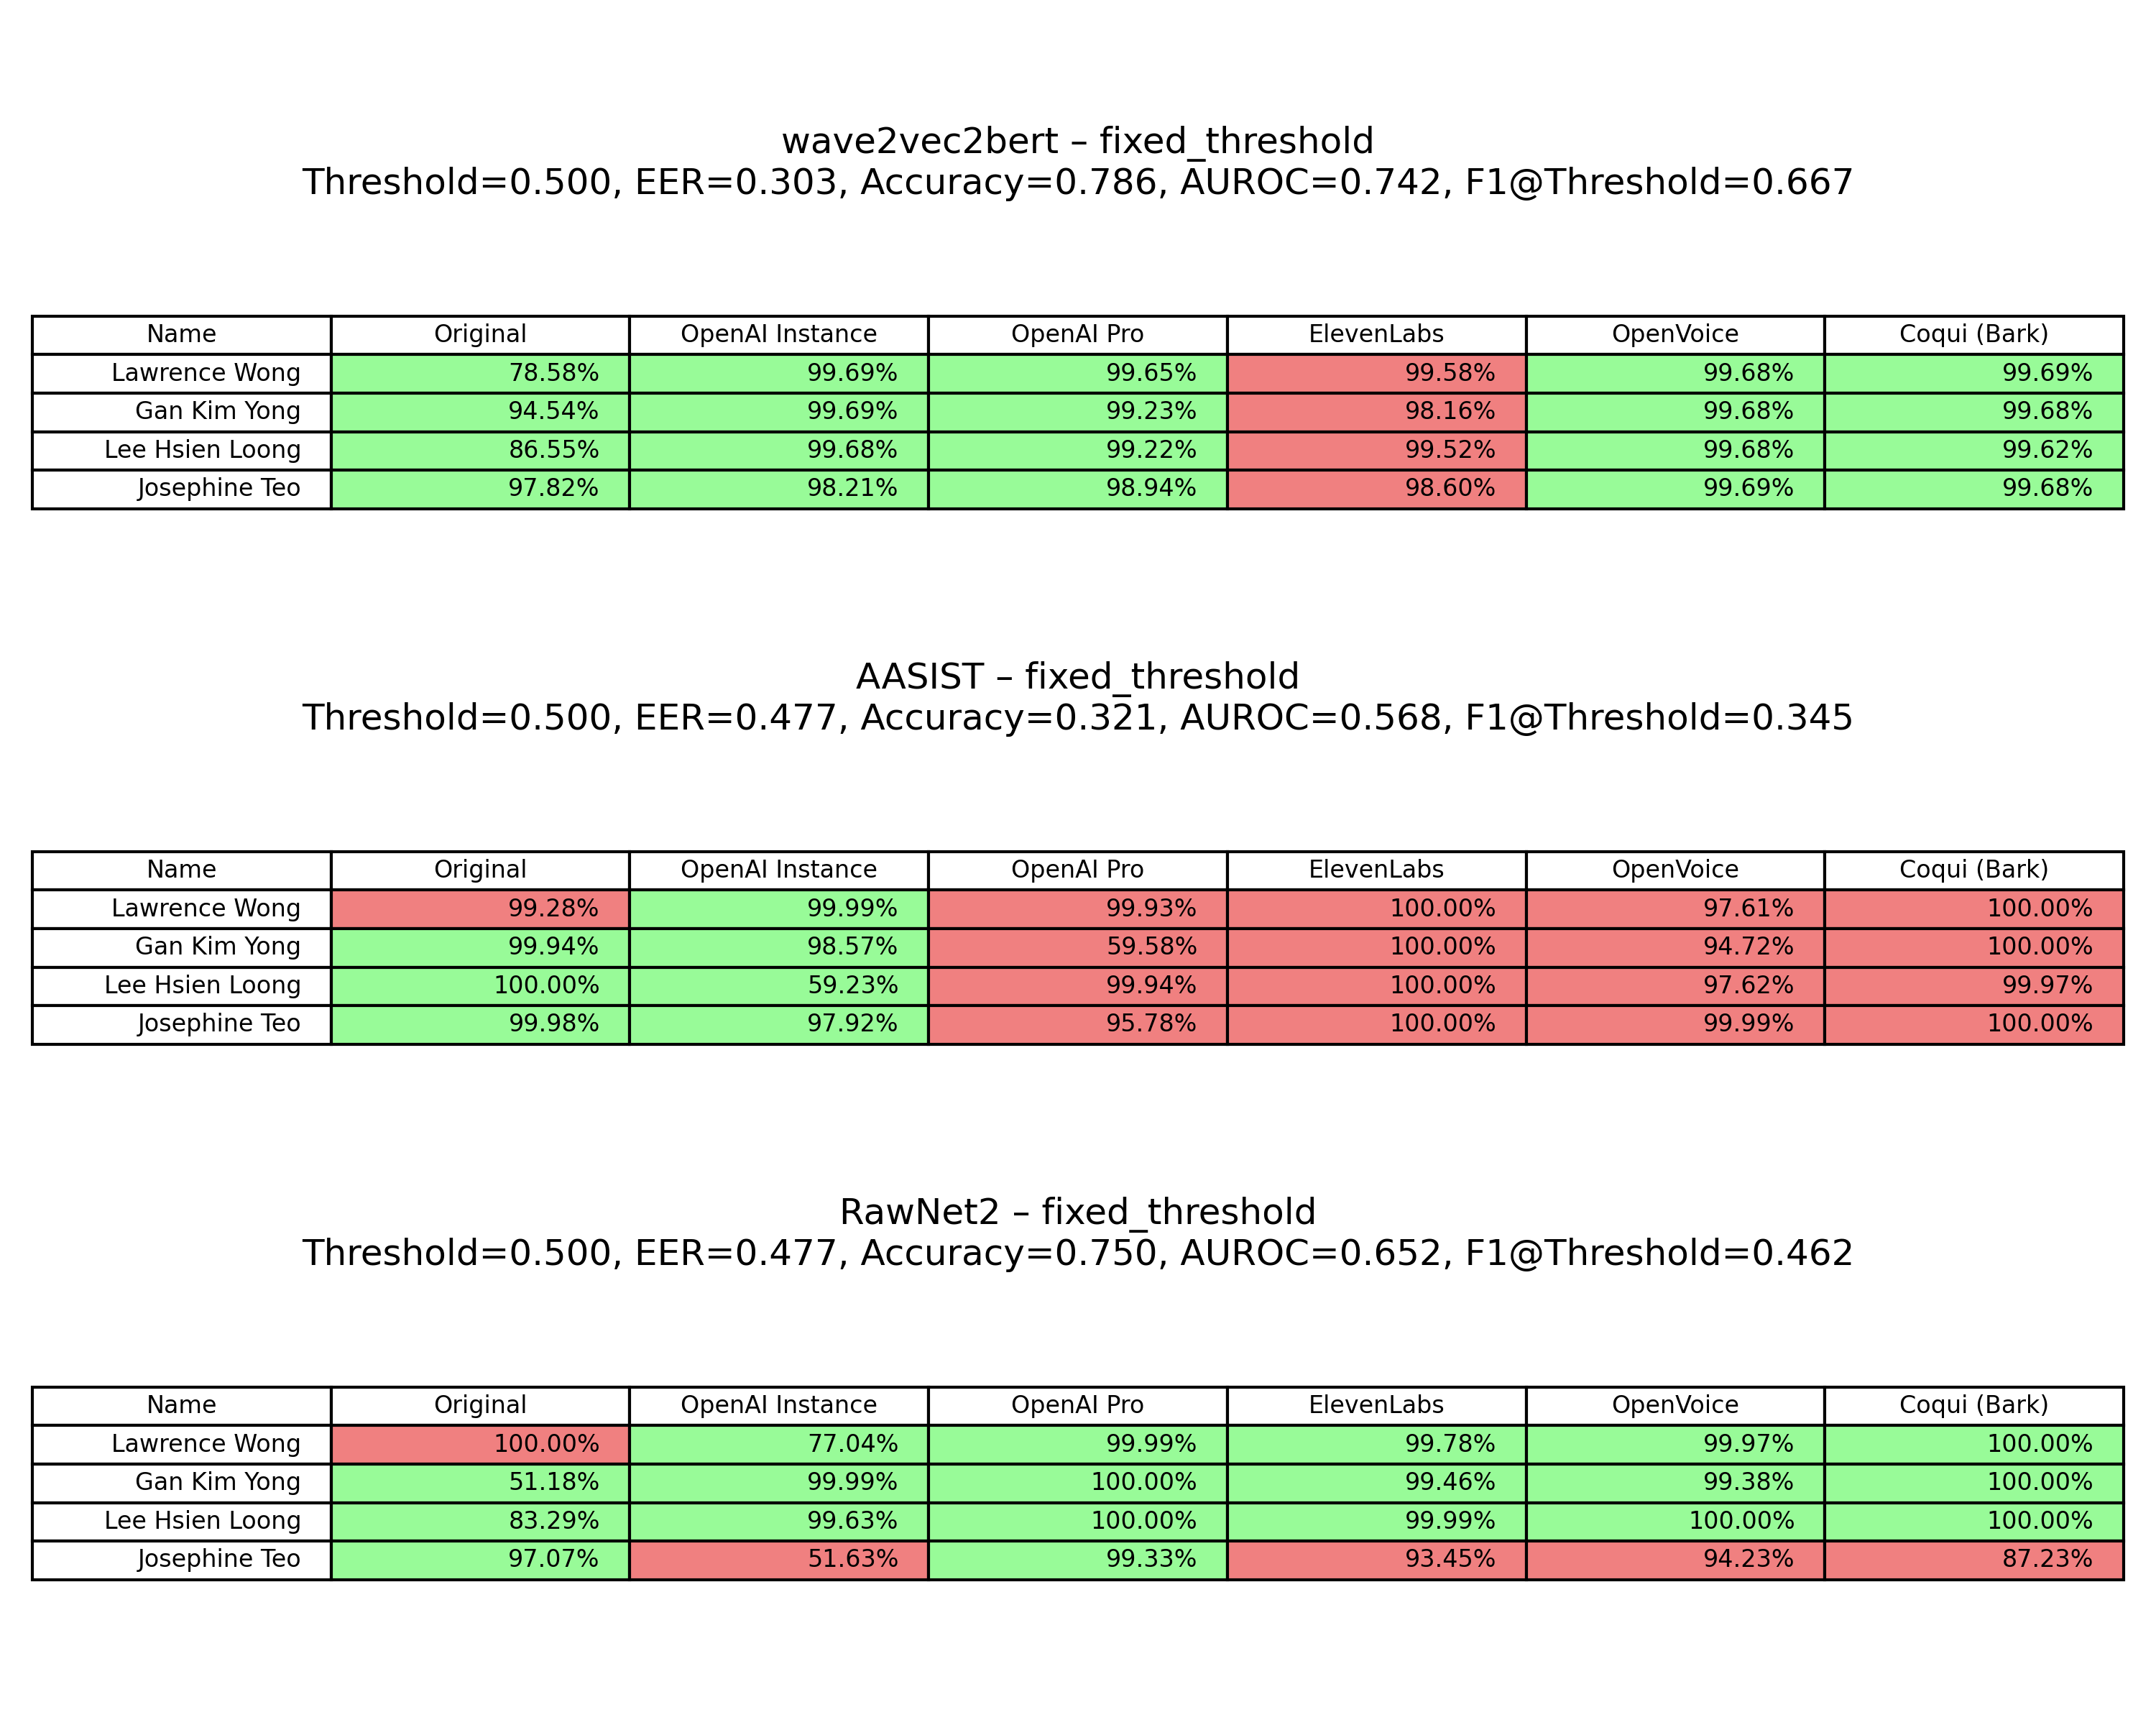 wave2vec2bert – fixed_threshold
Threshold=0.500, EER=0.303, Accuracy=0.786, AUROC=0.742, F1@Threshold=0.667
Name Original OpenAI Instance OpenAI Pro ElevenLabs OpenVoice Coqui (Bark)
Lawrence Wong 78.58% 99.69% 99.65% 99.58% 99.68% 99.69%
Gan Kim Yong 94.54% 99.69% 99.23% 98.16% 99.68% 99.68%
Lee Hsien Loong 86.55% 99.68% 99.22% 99.52% 99.68% 99.62%
Josephine Teo 97.82% 98.21% 98.94% 98.60% 99.69% 99.68%
AASIST – fixed_threshold
Threshold=0.500, EER=0.477, Accuracy=0.321, AUROC=0.568, F1@Threshold=0.345
Name Original OpenAI Instance OpenAI Pro ElevenLabs OpenVoice Coqui (Bark)
Lawrence Wong 99.28% 99.99% 99.93% 100.00% 97.61% 100.00%
Gan Kim Yong 99.94% 98.57% 59.58% 100.00% 94.72% 100.00%
Lee Hsien Loong 100.00% 59.23% 99.94% 100.00% 97.62% 99.97%
Josephine Teo 99.98% 97.92% 95.78% 100.00% 99.99% 100.00%
RawNet2 – fixed_threshold
Threshold=0.500, EER=0.477, Accuracy=0.750, AUROC=0.652, F1@Threshold=0.462
Name Original OpenAI Instance OpenAI Pro ElevenLabs OpenVoice Coqui (Bark)
Lawrence Wong 100.00% 77.04% 99.99% 99.78% 99.97% 100.00%
Gan Kim Yong 51.18% 99.99% 100.00% 99.46% 99.38% 100.00%
Lee Hsien Loong 83.29% 99.63% 100.00% 99.99% 100.00% 100.00%
Josephine Teo 97.07% 51.63% 99.33% 93.45% 94.23% 87.23%